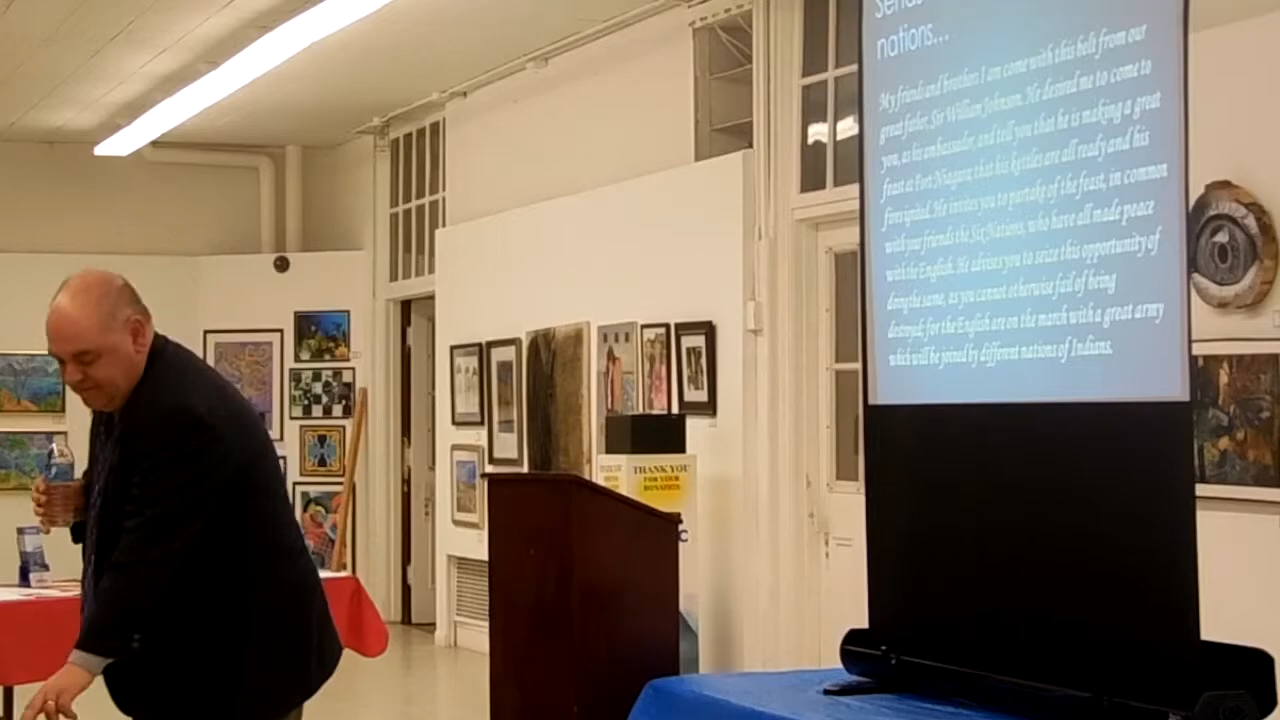 Sends
nations...
My friends and brothers I am come with this belt from our
great father, Sir William Johnson. He desired me to come to
you, as his ambassador, and tell you that he is making a great
feast at Fort Niagara; that his kettles are all ready and his
fires ignited. He invites you to partake of the feast, in common
with your friends the Six Nations, who have all made peace
with the English. He advises you to seize this opportunity of
doing the same, as you cannot otherwise fail of being
destroyed; for the English are on the march with a great army
which will be joined by different nations of Indians.
THANK YOU
FOR YOUR
DONATIONS
THANK YOU
C